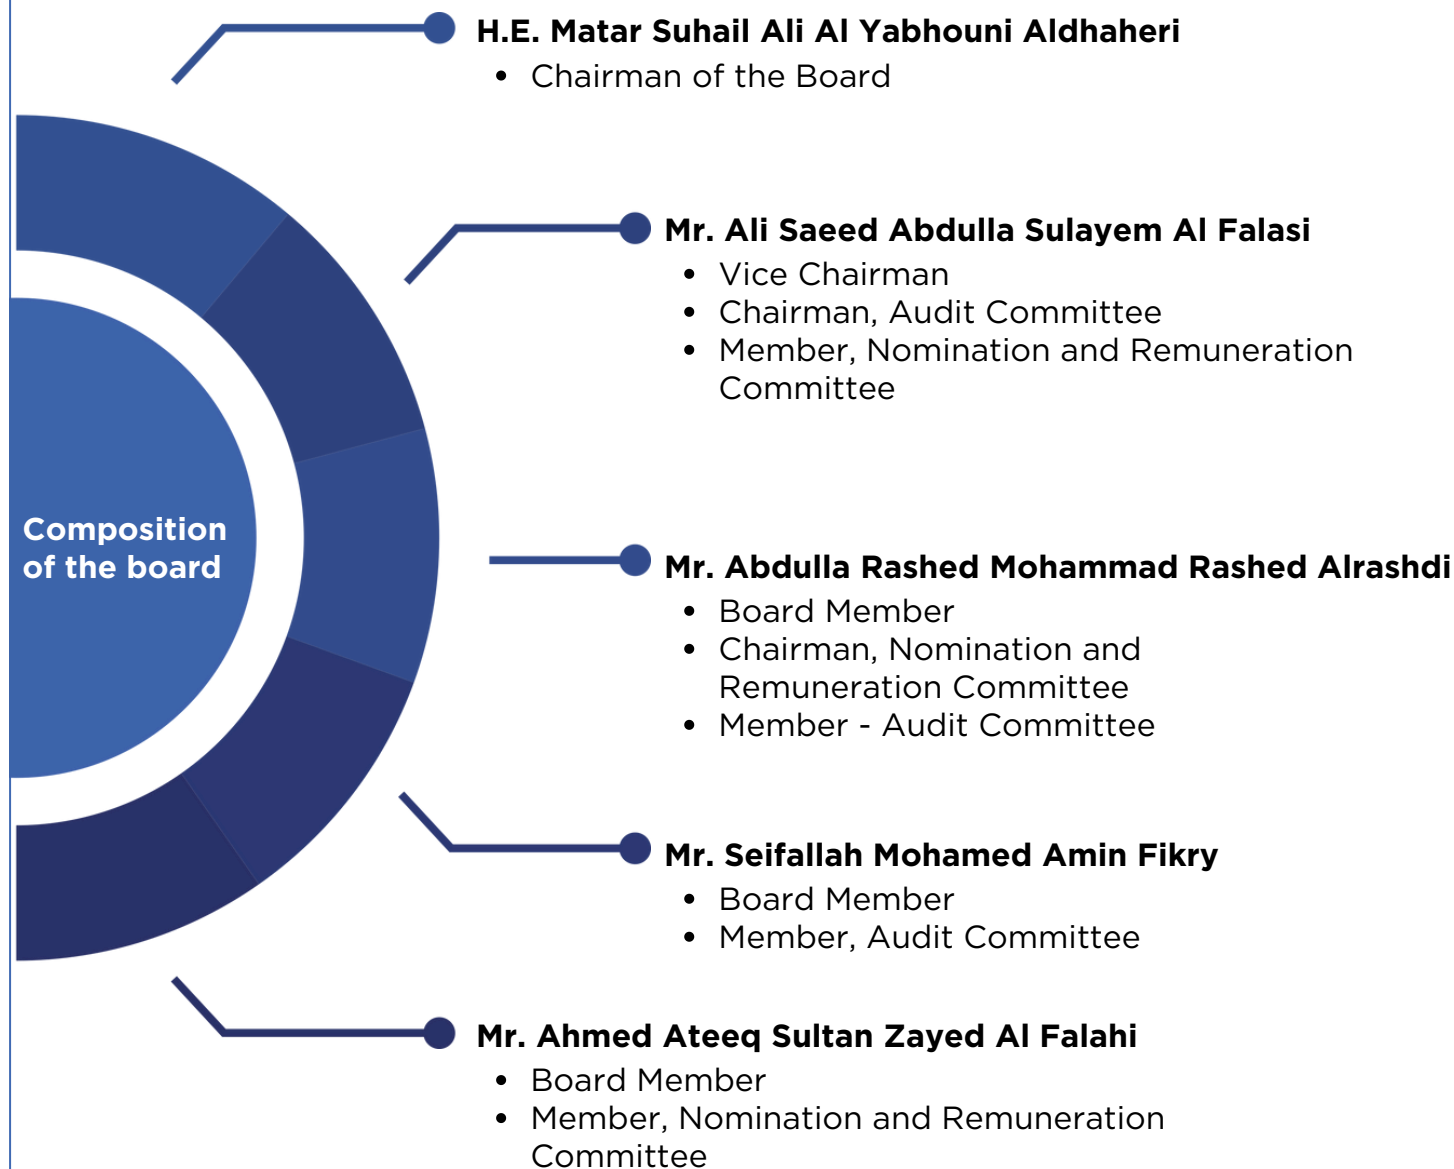 H.E. Matar Suhail Ali Al Yabhouni Aldhaheri
• Chairman of the Board
Mr. Ali Saeed Abdulla Sulayem Al Falasi
• Vice Chairman
• Chairman, Audit Committee
• Member, Nomination and Remuneration
Committee
Composition
of the board
Mr. Abdulla Rashed Mohammad Rashed Alrashdi
• Board Member
• Chairman, Nomination and
Remuneration Committee
• Member - Audit Committee
Mr. Seifallah Mohamed Amin Fikry
• Board Member
• Member, Audit Committee
Mr. Ahmed Ateeq Sultan Zayed Al Falahi
• Board Member
• Member, Nomination and Remuneration
Committee